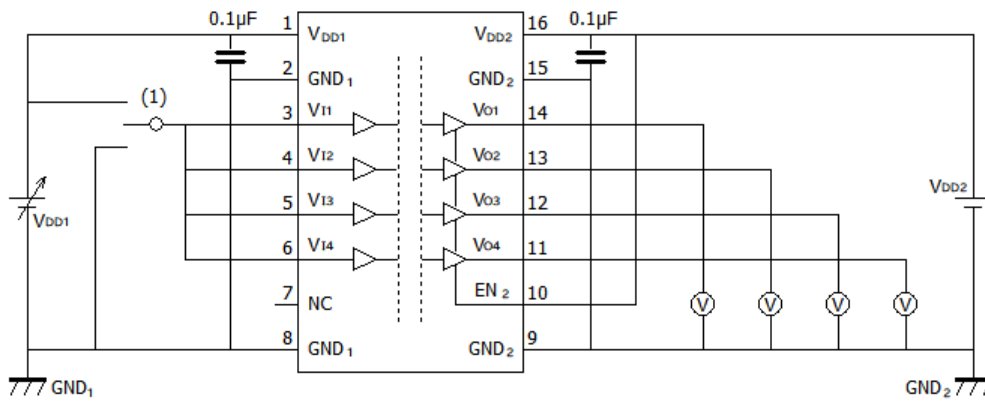 0.1μF 1 VDD1 VDD2 16 0.1μF
2 GND1 GND2 15
(1) 3 VI1 VO1 14
4 VI2 VO2 13
VDD1 5 VI3 VO3 12 VDD2
6 VI4 VO4 11
7 NC EN2 10 V V V V
8 GND1 GND2 9
GND1 GND2